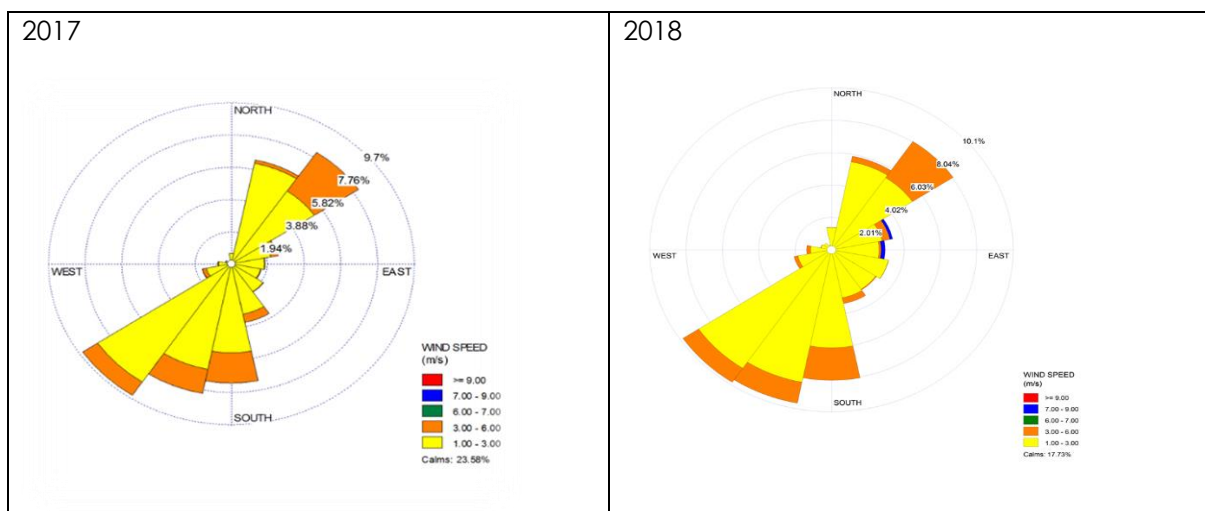 2017
NORTH
9.7%
7.76%
5.82%
3.88%
1.94%
WEST
EAST
SOUTH
WIND SPEED
(m/s)
>= 9.00
7.00 - 9.00
6.00 - 7.00
3.00 - 6.00
1.00 - 3.00
Calms: 23.58%
2018
NORTH
10.1%
8.04%
6.03%
4.02%
2.01%
WEST
EAST
SOUTH
WIND SPEED
(m/s)
>= 9.00
7.00 - 9.00
6.00 - 7.00
3.00 - 6.00
1.00 - 3.00
Calms: 17.73%